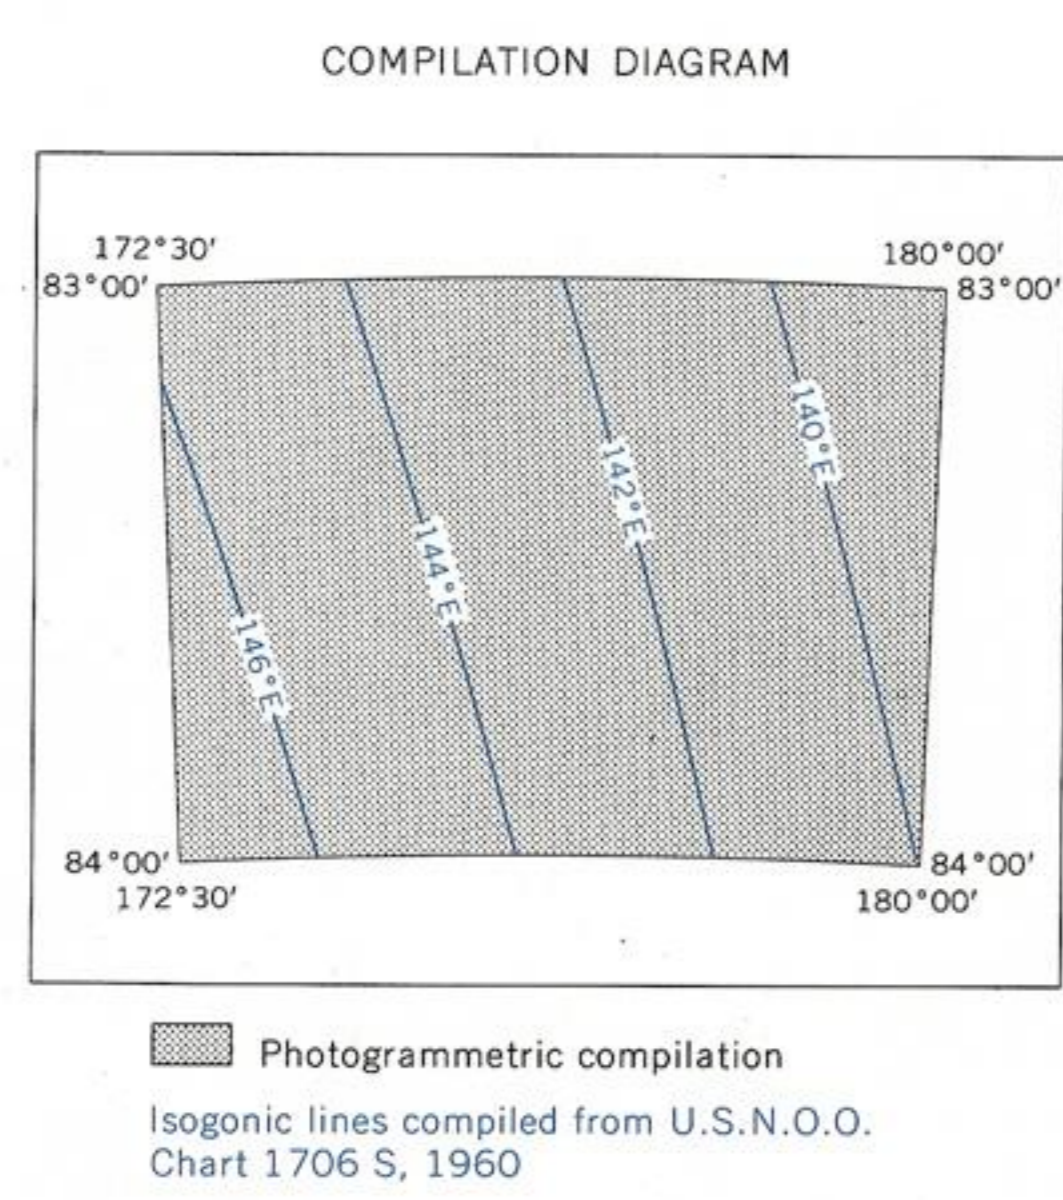 COMPILATION DIAGRAM
172°30′ 180°00′
83°00′ 83°00′
140°E
142°E
144°E
146°E
84°00′ 84°00′
172°30′ 180°00′
Photogrammetric compilation
Isogonic lines compiled from U.S.N.O.O.
Chart 1706 S, 1960